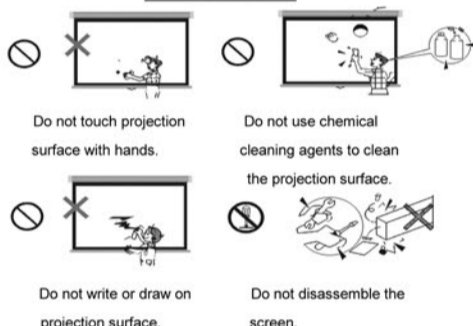 Do not touch projection
surface with hands.
Do not use chemical
cleaning agents to clean
the projection surface.
Do not write or draw on
projection surface.
Do not disassemble the
screen.